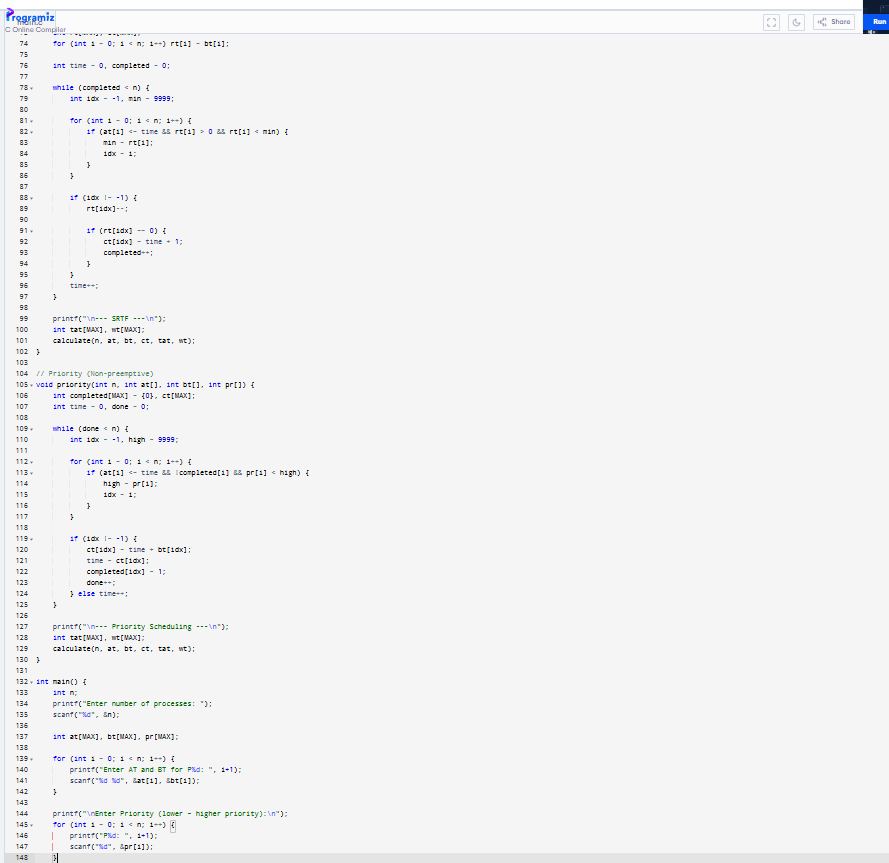 Programiz
main.c
C Online Compiler
Share
Run
74 for (int i = 0; i < n; i++) rt[i] = bt[i];
75
76 int time = 0, completed = 0;
77
78 while (completed < n) {
79 int idx = -1, min = 9999;
80
81 for (int i = 0; i < n; i++) {
82 if (at[i] <= time && rt[i] > 0 && rt[i] < min) {
83 min = rt[i];
84 idx = i;
85 }
86 }
87
88 if (idx != -1) {
89 rt[idx]--;
90
91 if (rt[idx] == 0) {
92 ct[idx] = time + 1;
93 completed++;
94 }
95 }
96 time++;
97 }
98
99 printf("\n--- SRTF ---\n");
100 int tat[MAX], wt[MAX];
101 calculate(n, at, bt, ct, tat, wt);
102 }
103
104 // Priority (Non-preemptive)
105 void priority(int n, int at[], int bt[], int pr[]) {
106 int completed[MAX] = {0}, ct[MAX];
107 int time = 0, done = 0;
108
109 while (done < n) {
110 int idx = -1, high = 9999;
111
112 for (int i = 0; i < n; i++) {
113 if (at[i] <= time && !completed[i] && pr[i] < high) {
114 high = pr[i];
115 idx = i;
116 }
117 }
118
119 if (idx != -1) {
120 ct[idx] = time + bt[idx];
121 time = ct[idx];
122 completed[idx] = 1;
123 done++;
124 } else time++;
125 }
126
127 printf("\n--- Priority Scheduling ---\n");
128 int tat[MAX], wt[MAX];
129 calculate(n, at, bt, ct, tat, wt);
130 }
131
132 int main() {
133 int n;
134 printf("Enter number of processes: ");
135 scanf("%d", &n);
136
137 int at[MAX], bt[MAX], pr[MAX];
138
139 for (int i = 0; i < n; i++) {
140 printf("Enter AT and BT for P%d: ", i+1);
141 scanf("%d %d", &at[i], &bt[i]);
142 }
143
144 printf("\nEnter Priority (lower = higher priority):\n");
145 for (int i = 0; i < n; i++) {
146 printf("P%d: ", i+1);
147 scanf("%d", &pr[i]);
148 }